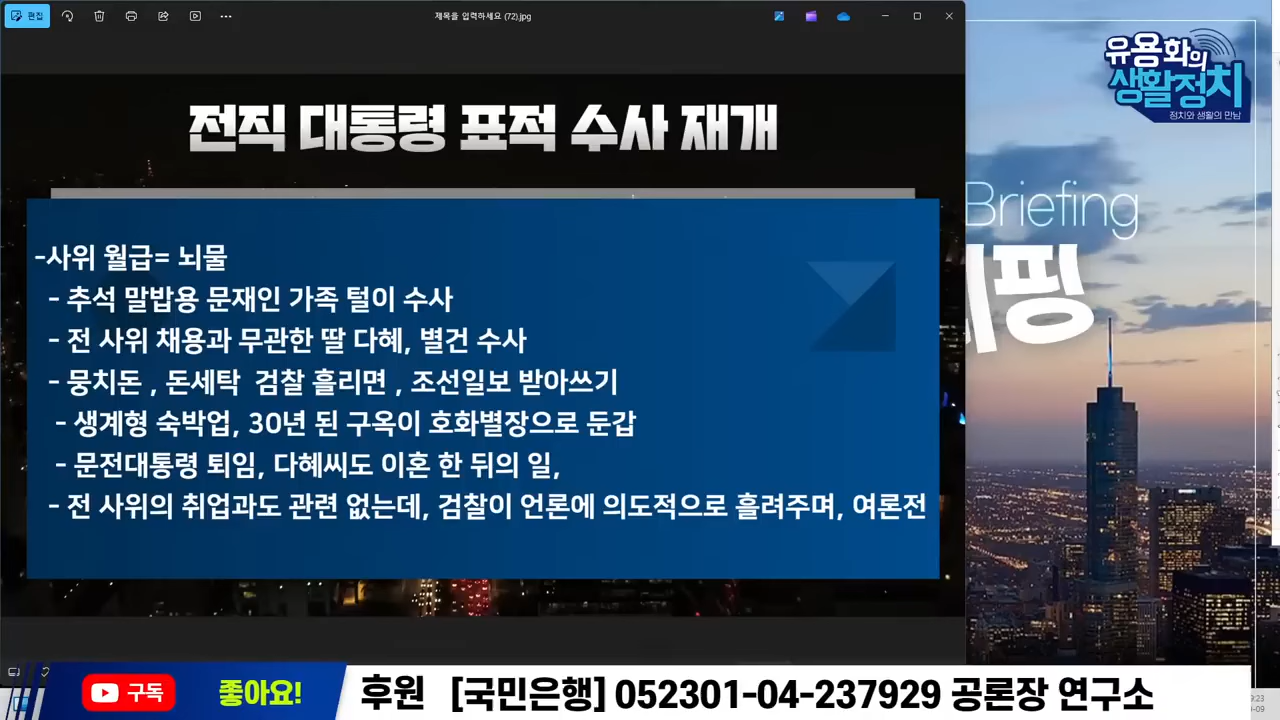 편집
제목을 입력하세요 (72).jpg
유용화의
생활정치
정치와 생활의 만남
전직 대통령 표적 수사 재개
Briefing
핑
-사위 월급= 뇌물
- 추석 말밥용 문재인 가족 털이 수사
- 전 사위 채용과 무관한 딸 다혜, 별건 수사
- 뭉치돈 , 돈세탁 검찰 흘리면 , 조선일보 받아쓰기
- 생계형 숙박업, 30년 된 구옥이 호화별장으로 둔갑
- 문전대통령 퇴임, 다혜씨도 이혼 한 뒤의 일,
- 전 사위의 취업과도 관련 없는데, 검찰이 언론에 의도적으로 흘려주며, 여론전
구독
좋아요!
후원 [국민은행] 052301-04-237929 공론장 연구소